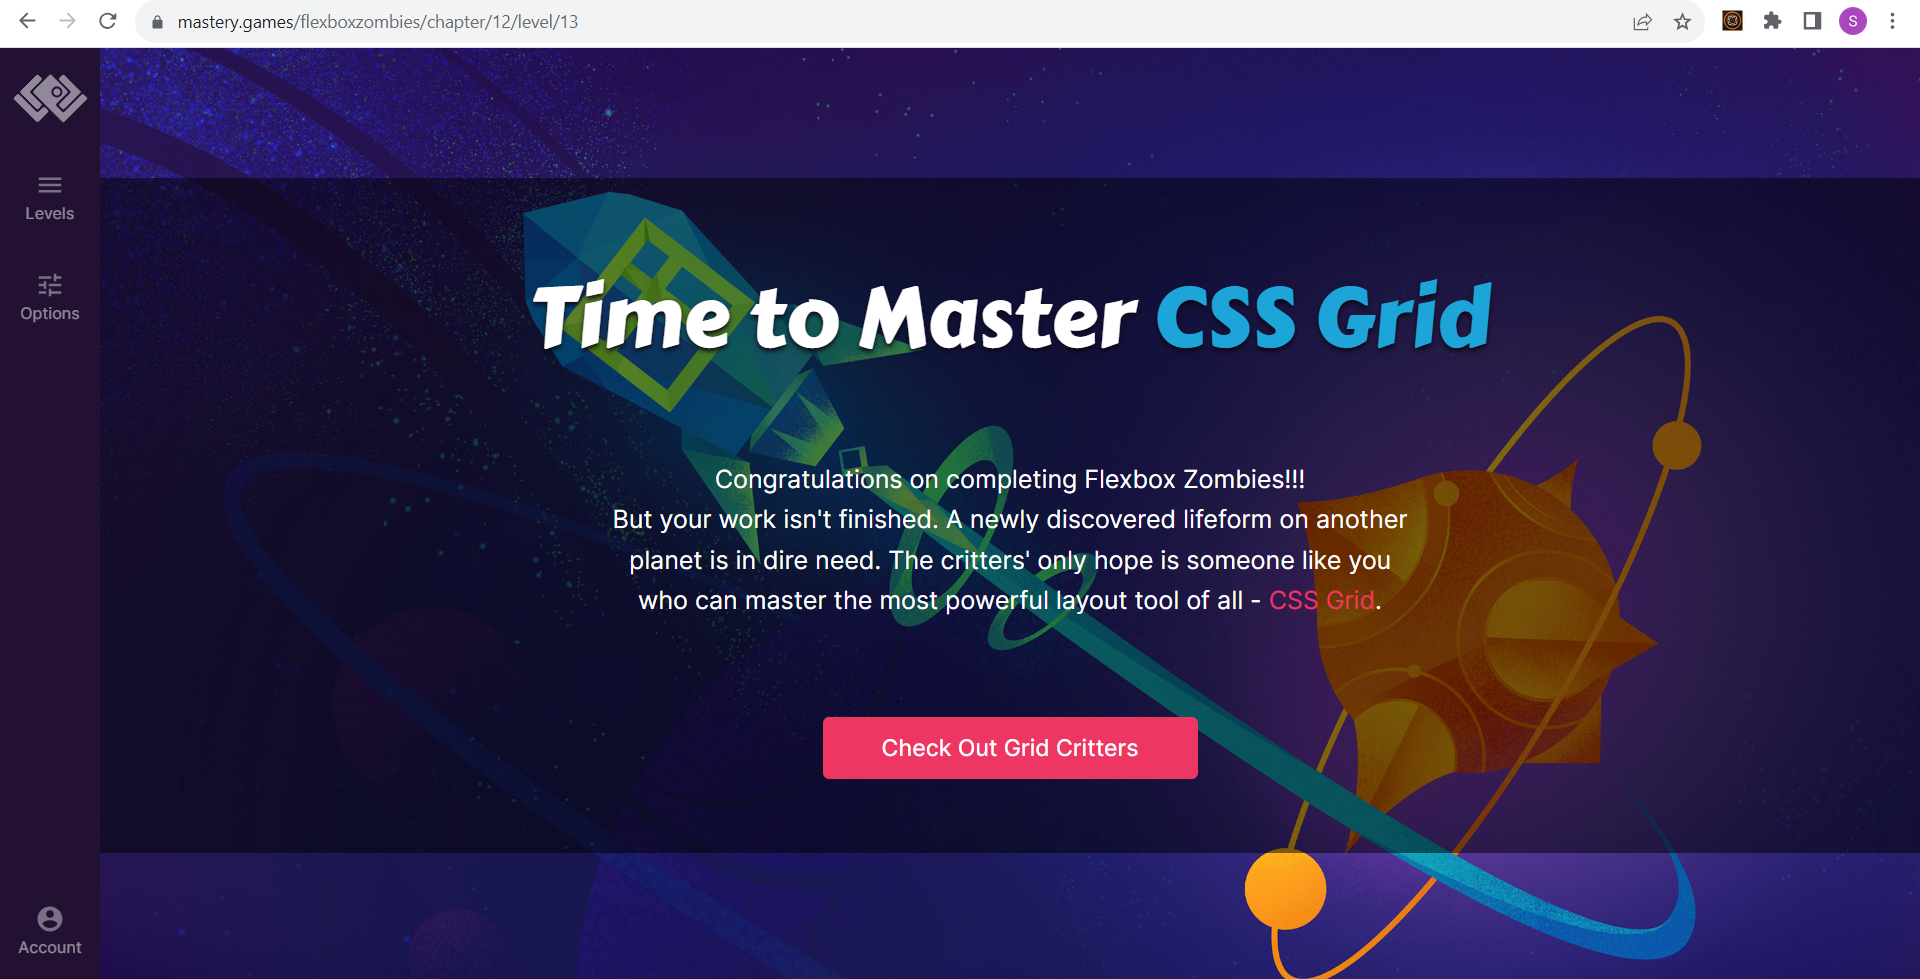 mastery.games/flexboxzombies/chapter/12/level/13
S
Levels
Options
Time to Master CSS Grid
Congratulations on completing Flexbox Zombies!!!
But your work isn't finished. A newly discovered lifeform on another
planet is in dire need. The critters' only hope is someone like you
who can master the most powerful layout tool of all - CSS Grid.
Check Out Grid Critters
Account